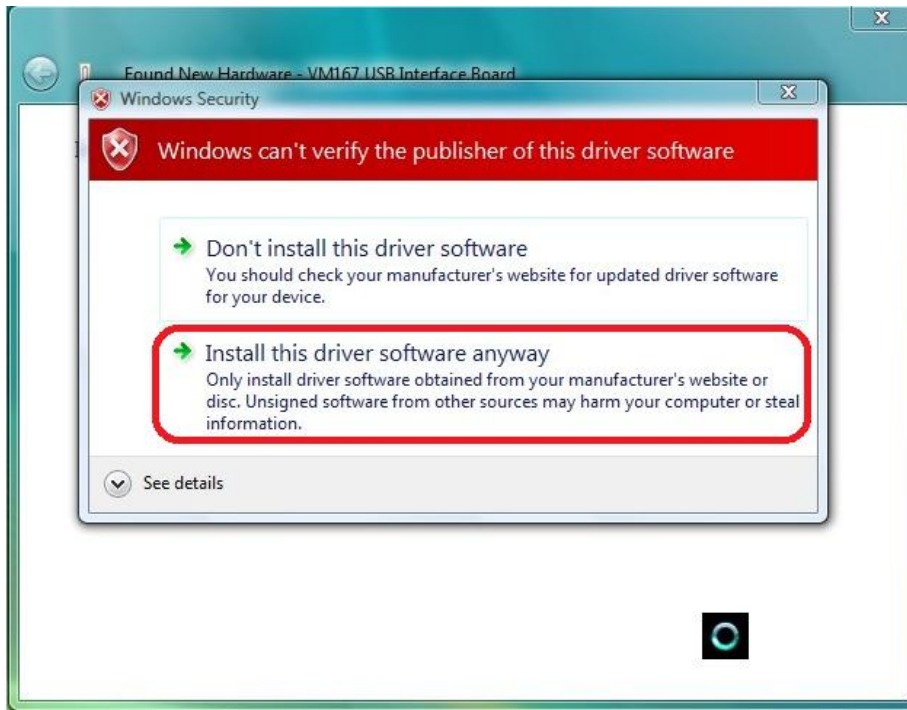 Found New Hardware - VM167 USB Interface Board
Windows Security
Windows can't verify the publisher of this driver software
Don't install this driver software
You should check your manufacturer's website for updated driver software
for your device.
Install this driver software anyway
Only install driver software obtained from your manufacturer's website or
disc. Unsigned software from other sources may harm your computer or steal
information.
See details